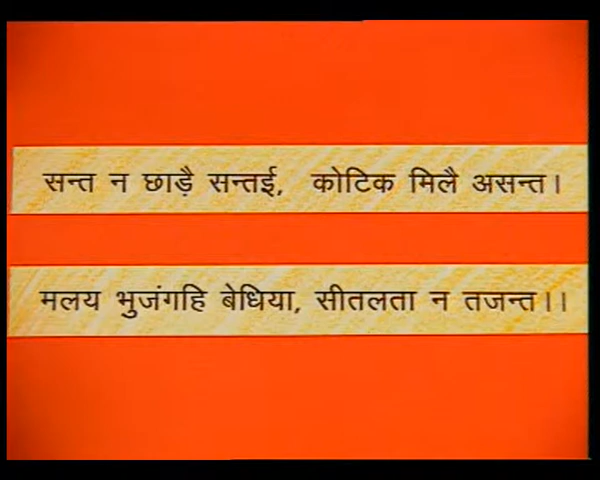 सन्त न छाड़ै सन्तई, कोटिक मिलै असन्त।
मलय भुजंगहि बेधिया, सीतलता न तजन्त।।